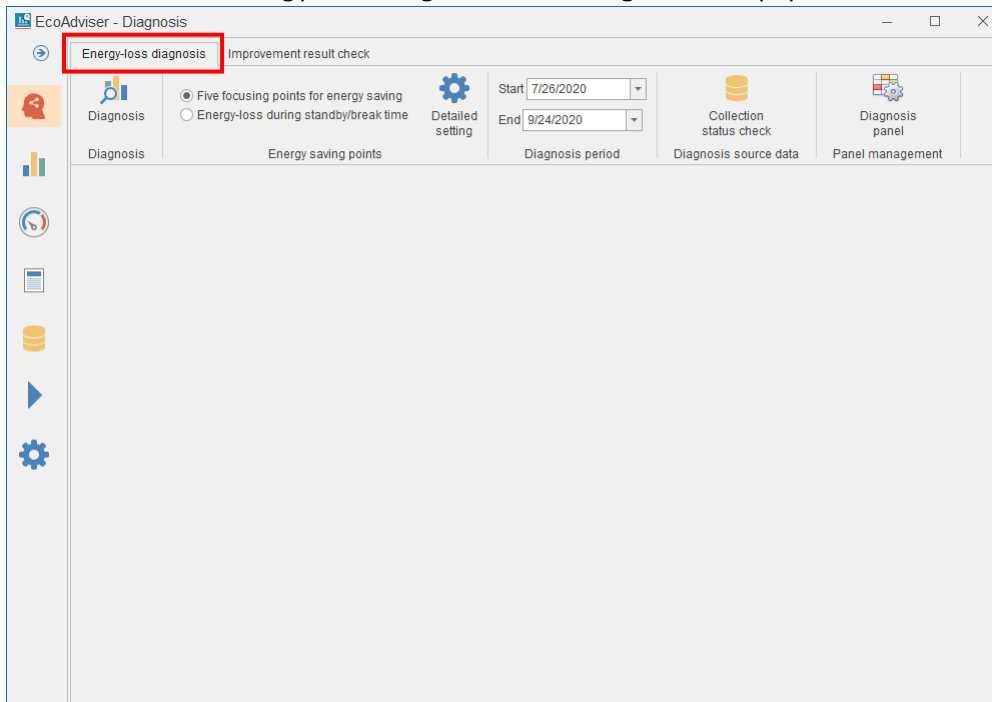 EcoAdviser - Diagnosis
Energy-loss diagnosis
Improvement result check
Diagnosis
Five focusing points for energy saving
Energy-loss during standby/break time
Detailed
setting
Start 7/26/2020
End 9/24/2020
Collection
status check
Diagnosis
panel
Diagnosis
Energy saving points
Diagnosis period
Diagnosis source data
Panel management